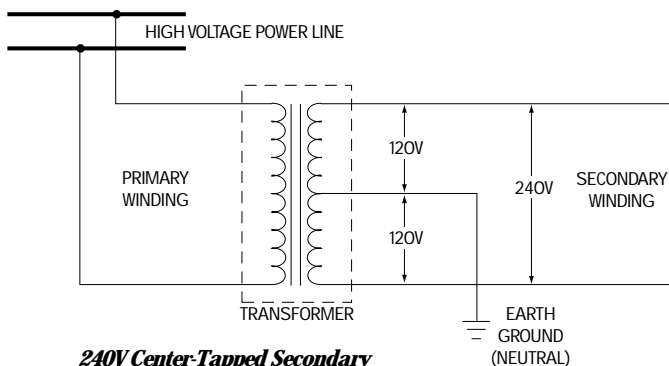 HIGH VOLTAGE POWER LINE
120V
PRIMARY
WINDING
240V
SECONDARY
WINDING
120V
TRANSFORMER
EARTH
GROUND
(NEUTRAL)
240V Center-Tapped Secondary